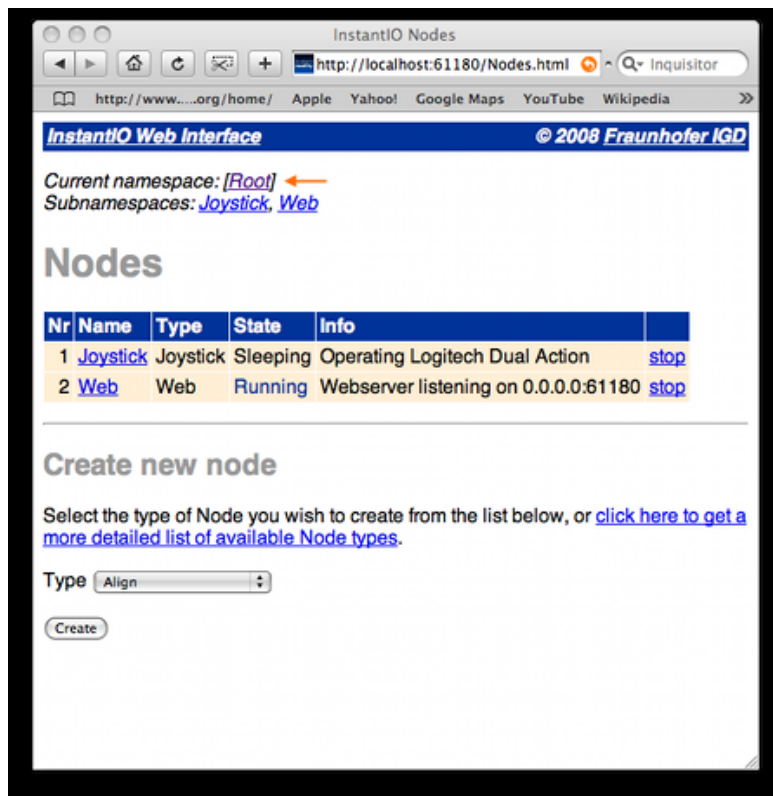 InstantIO Nodes
http://localhost:61180/Nodes.html
Inquisitor
http://www.....org/home/ Apple Yahoo! Google Maps YouTube Wikipedia »
InstantIO Web Interface © 2008 Fraunhofer IGD
Current namespace: [Root]
Subnamespaces: Joystick, Web
Nodes
Nr Name Type State Info
1 Joystick Joystick Sleeping Operating Logitech Dual Action stop
2 Web Web Running Webserver listening on 0.0.0.0:61180 stop
Create new node
Select the type of Node you wish to create from the list below, or click here to get a
more detailed list of available Node types.
Type Align
Create